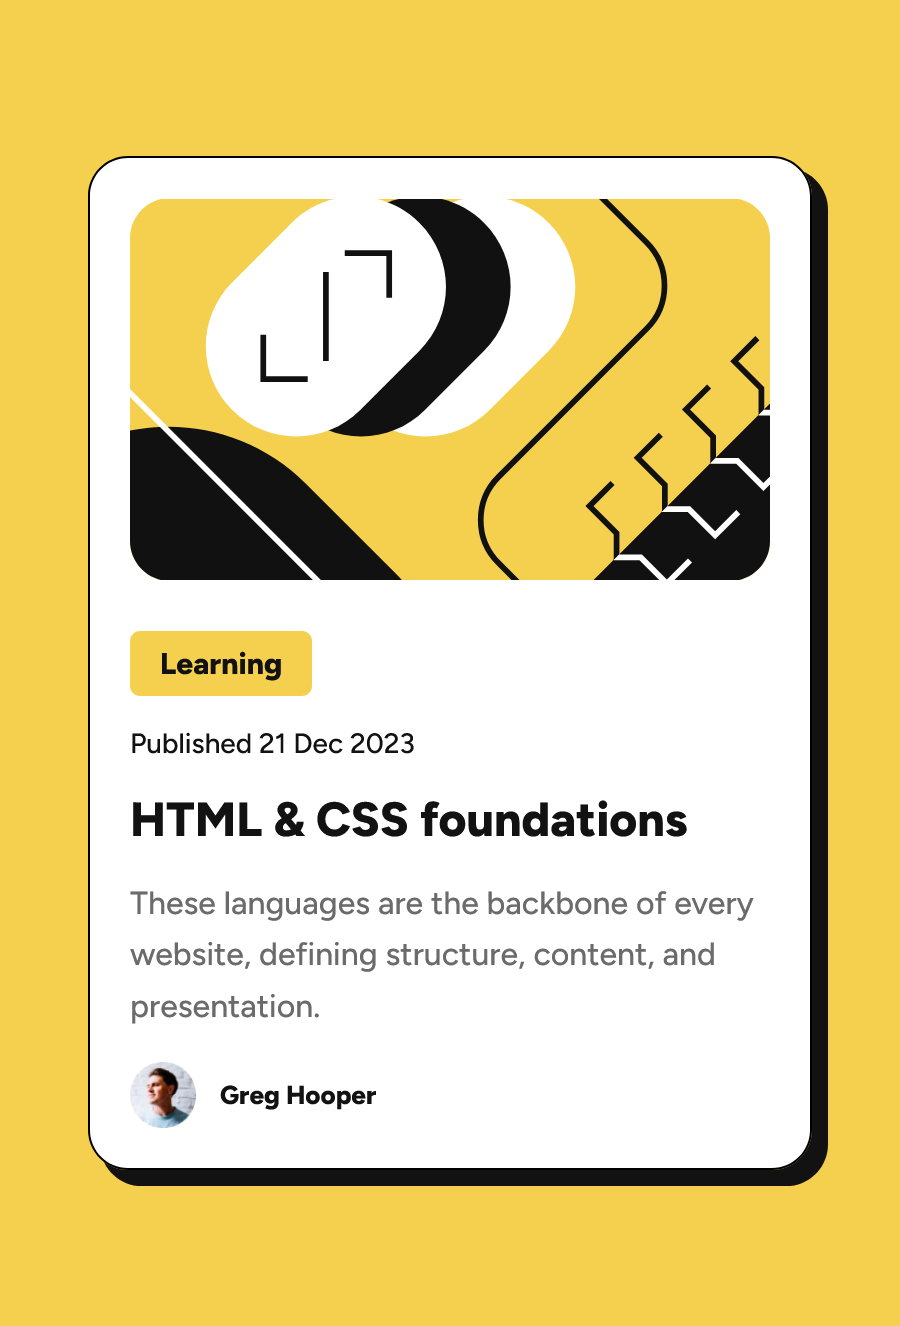 Learning
Published 21 Dec 2023
HTML & CSS foundations
These languages are the backbone of every
website, defining structure, content, and
presentation.
Greg Hooper